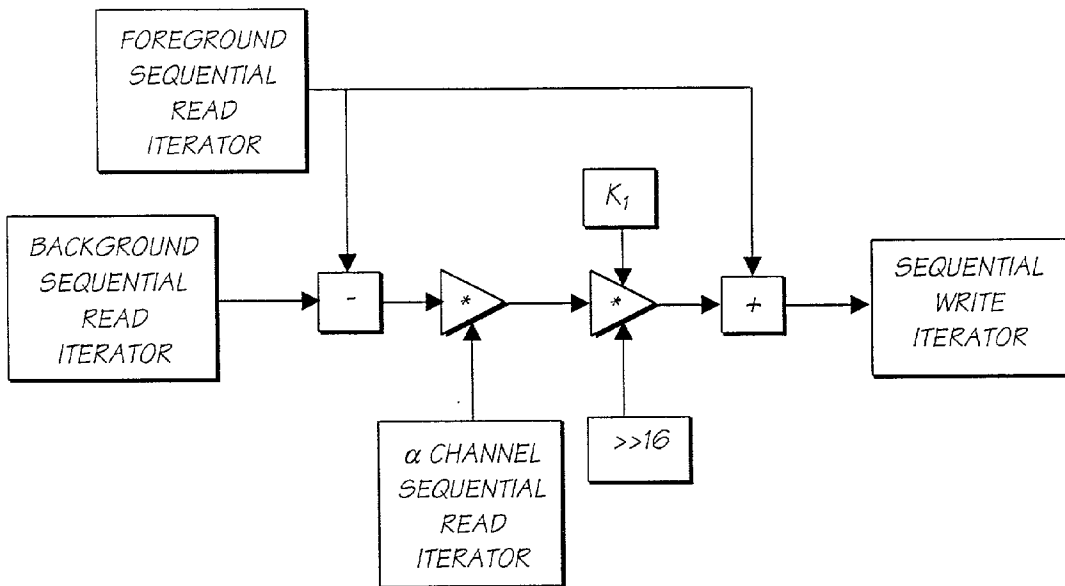 FOREGROUND
SEQUENTIAL
READ
ITERATOR
K₁
BACKGROUND
SEQUENTIAL
READ
ITERATOR
-
*
*
+
SEQUENTIAL
WRITE
ITERATOR
α CHANNEL
SEQUENTIAL
READ
ITERATOR
>>16